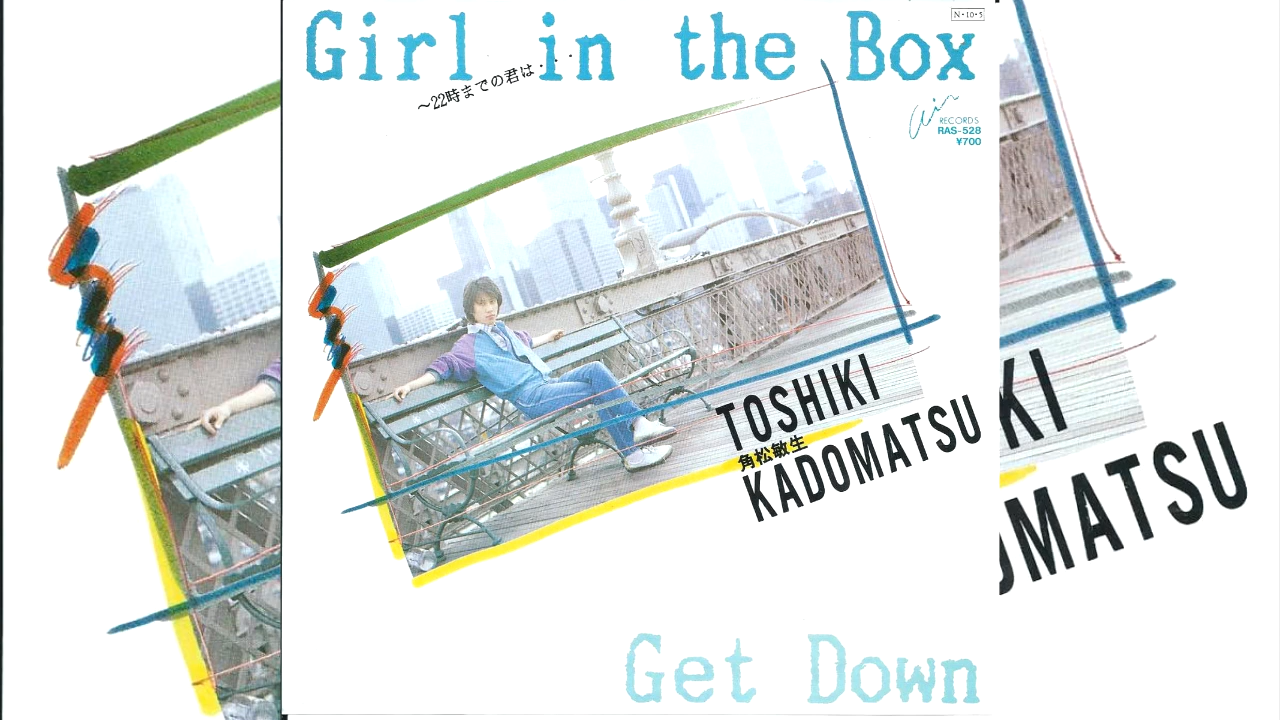 Girl in the Box
N・10・5
～22時までの君は・・・
air
RECORDS
RAS-528
¥700
TOSHIKI
角松敏生
KADOMATSU
Get Down
KI
OMATSU